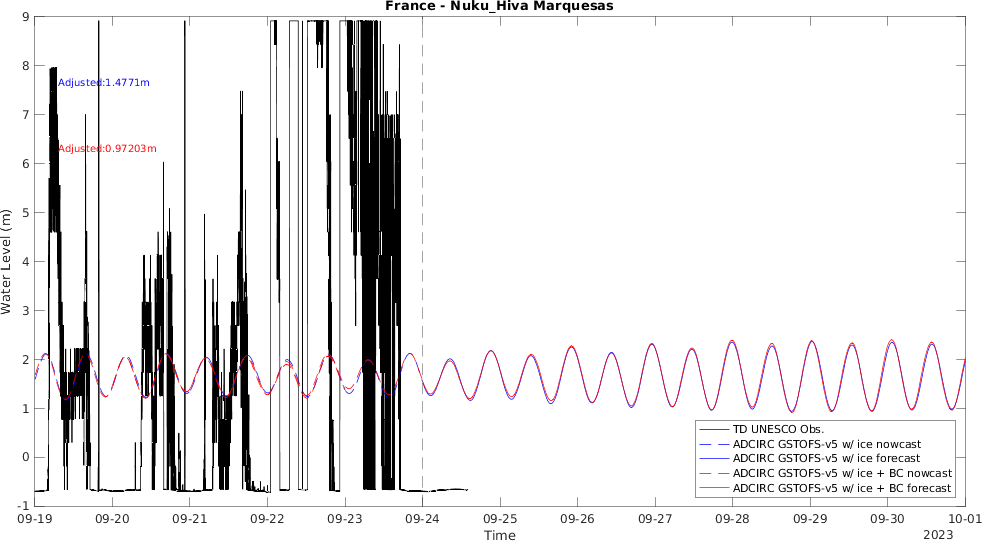 France - Nuku_Hiva Marquesas
Water Level (m)
9
8
7
6
5
4
3
2
1
0
-1
Adjusted:1.4771m
Adjusted:0.97203m
TD UNESCO Obs.
ADCIRC GSTOFS-v5 w/ ice nowcast
ADCIRC GSTOFS-v5 w/ ice forecast
ADCIRC GSTOFS-v5 w/ ice + BC nowcast
ADCIRC GSTOFS-v5 w/ ice + BC forecast
09-19 09-20 09-21 09-22 09-23 09-24 09-25 09-26 09-27 09-28 09-29 09-30 10-01
Time
2023